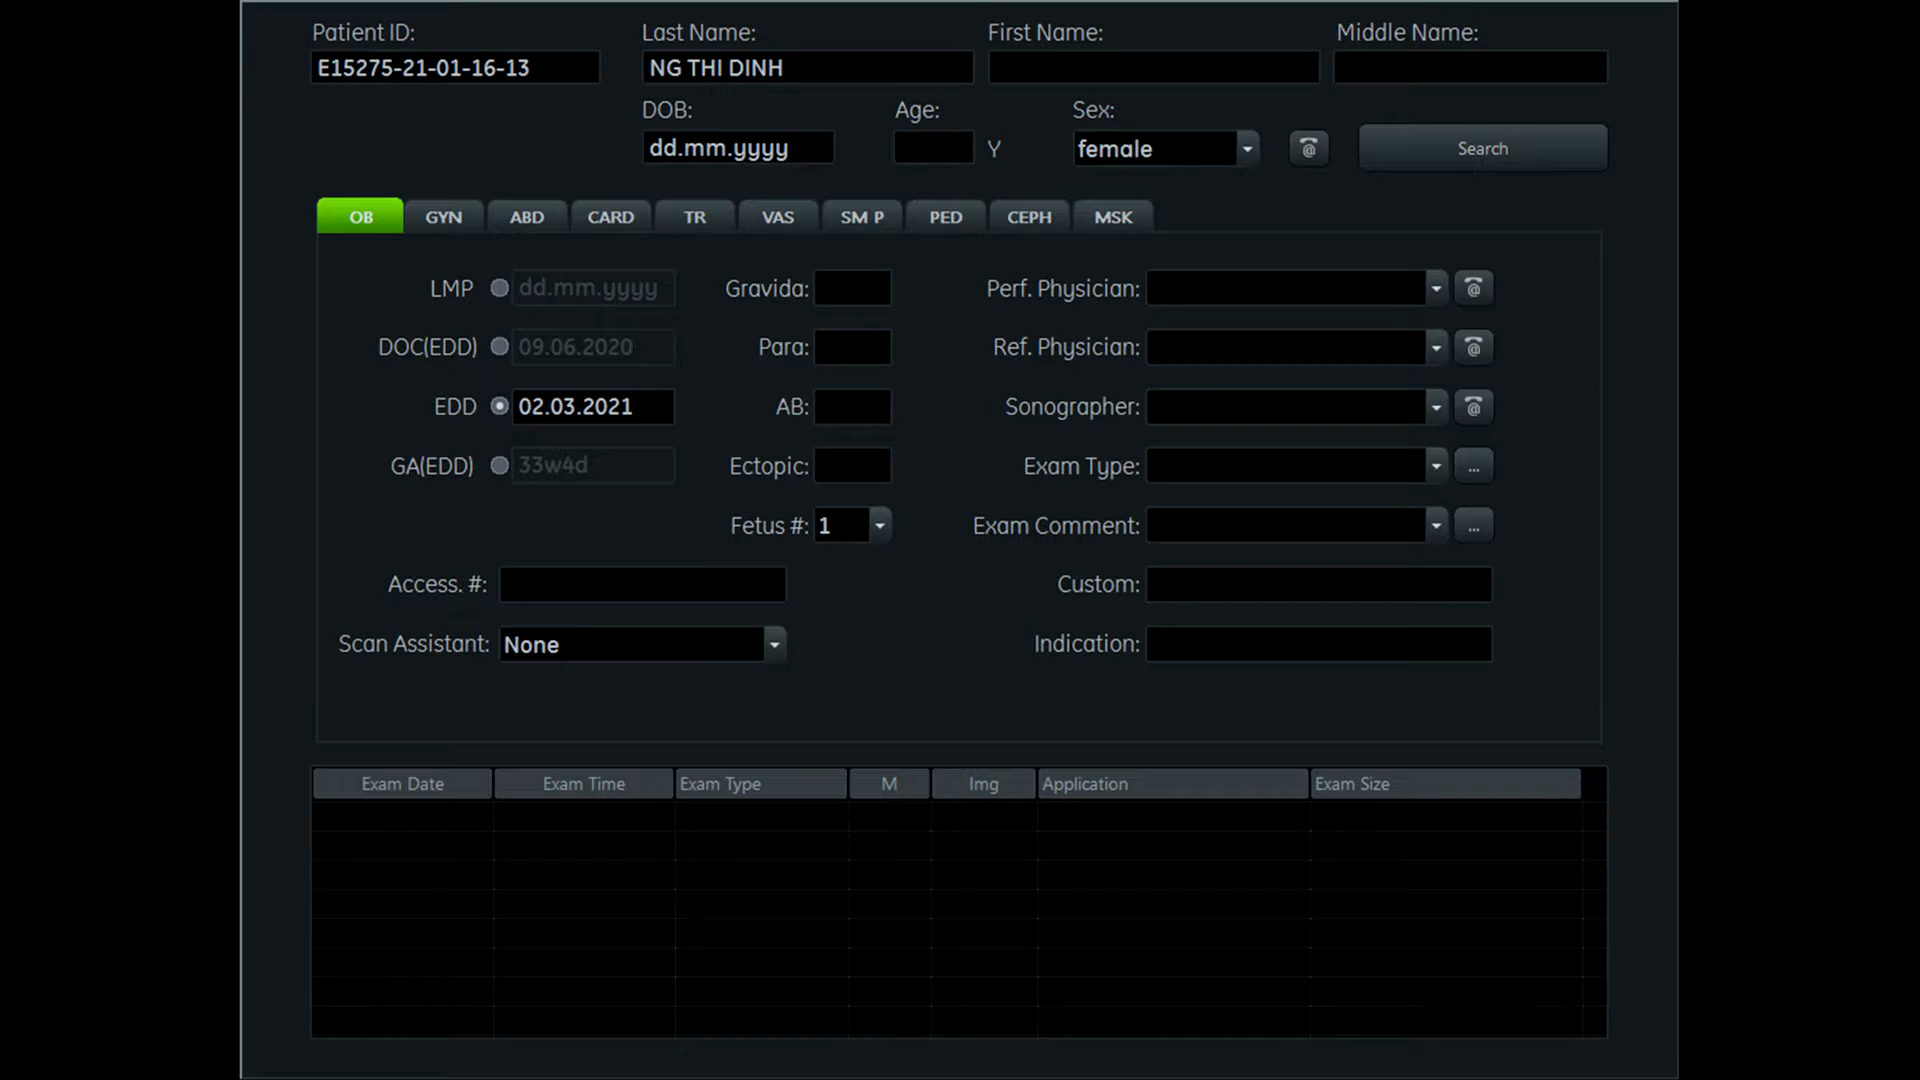 Patient ID: Last Name: First Name: Middle Name:
E15275-21-01-16-13 NG THI DINH
DOB: Age: Sex:
dd.mm.yyyy Y female Search
OB GYN ABD CARD TR VAS SM P PED CEPH MSK
LMP dd.mm.yyyy Gravida: Perf. Physician:
DOC(EDD) 09.06.2020 Para: Ref. Physician:
EDD 02.03.2021 AB: Sonographer:
GA(EDD) 33w4d Ectopic: Exam Type: ...
Fetus #: 1 Exam Comment: ...
Access. #: Custom:
Scan Assistant: None Indication:
Exam Date Exam Time Exam Type M Img Application Exam Size